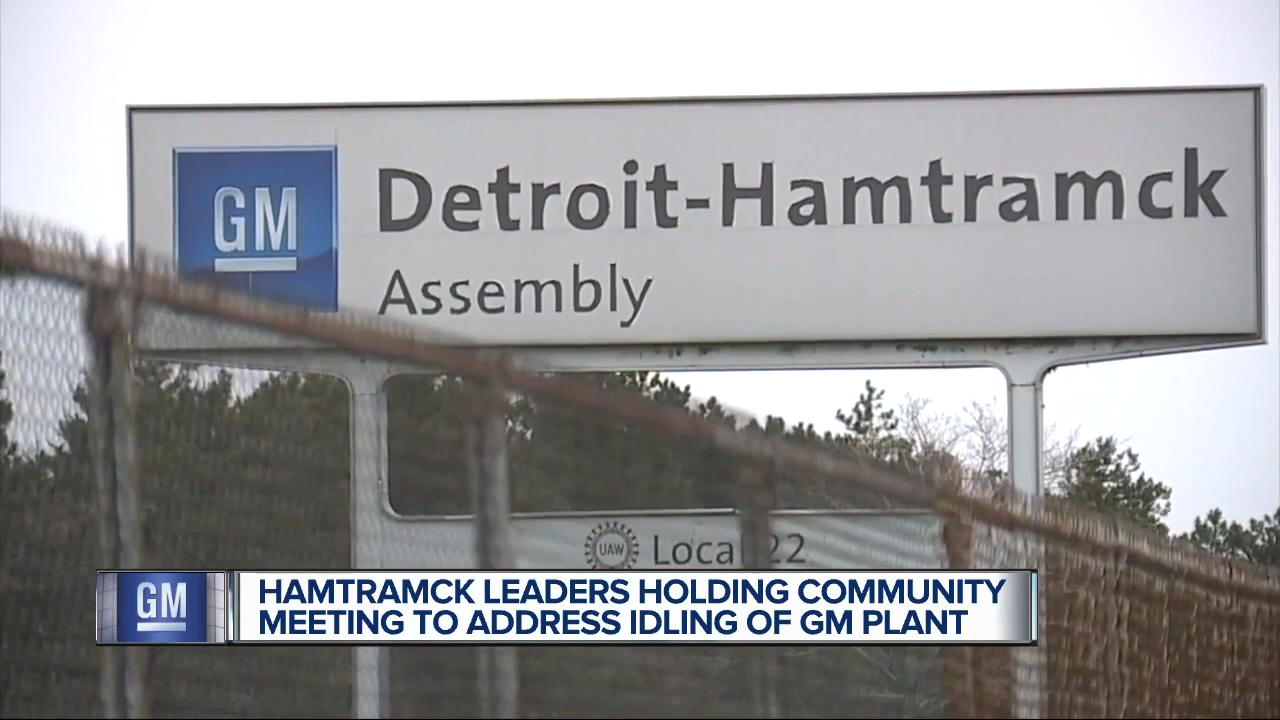 GM
Detroit-Hamtramck
Assembly
UAW
Local 22
GM
HAMTRAMCK LEADERS HOLDING COMMUNITY
MEETING TO ADDRESS IDLING OF GM PLANT